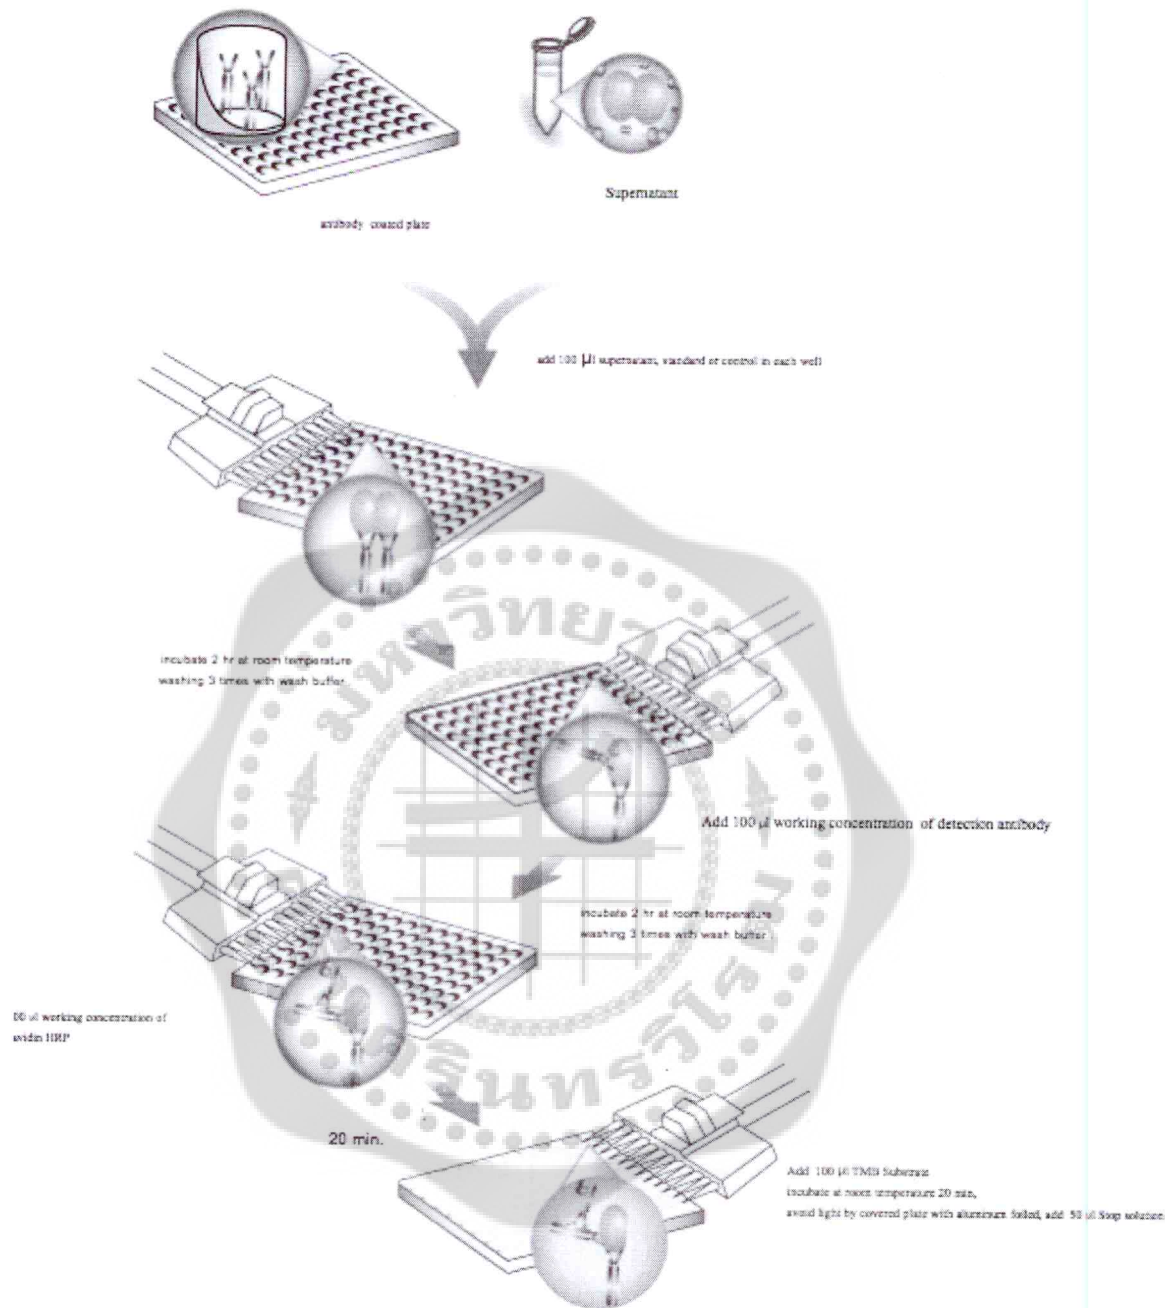 Supernatant
antibody coated plate
add 100 µl supernatant, standard or control in each well
incubate 2 hr at room temperature
washing 3 times with wash buffer
Add 100 µl working concentration of detection antibody
incubate 2 hr at room temperature
washing 3 times with wash buffer
00 ul working concentration of
avidin HRP
20 min.
Add 100 µl TMB Substrate
incubate at room temperature 20 min,
avoid light by covered plate with aluminum foiled, add 50 ul Stop solution